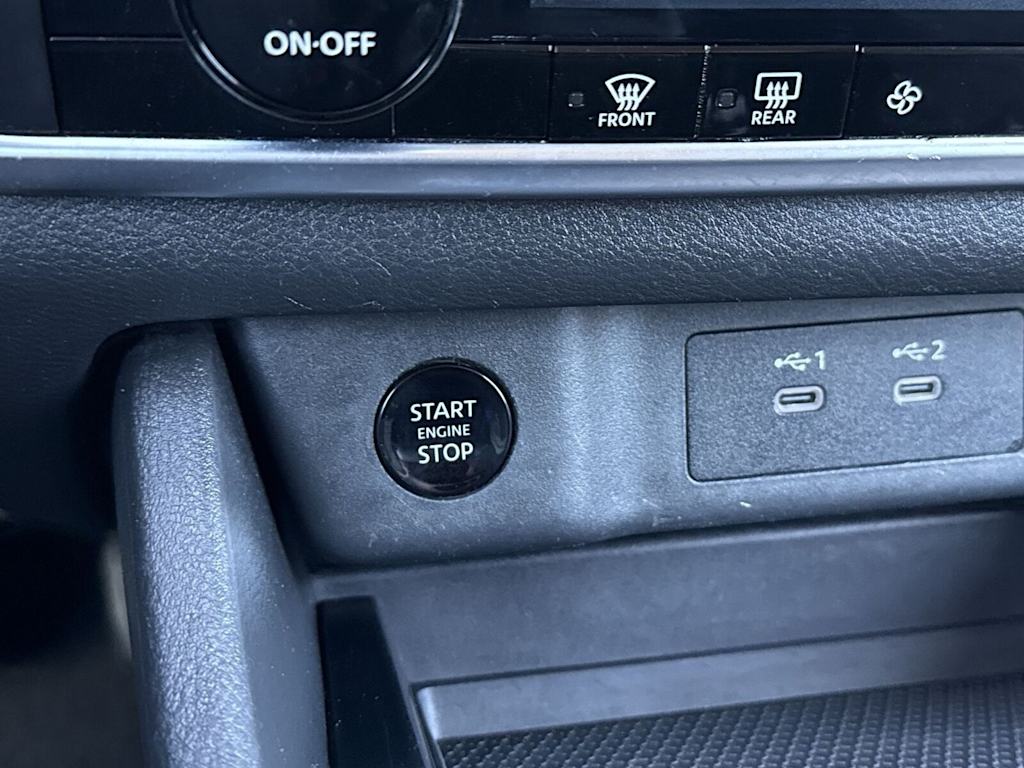 ON·OFF
FRONT
REAR
1
2
START
ENGINE
STOP